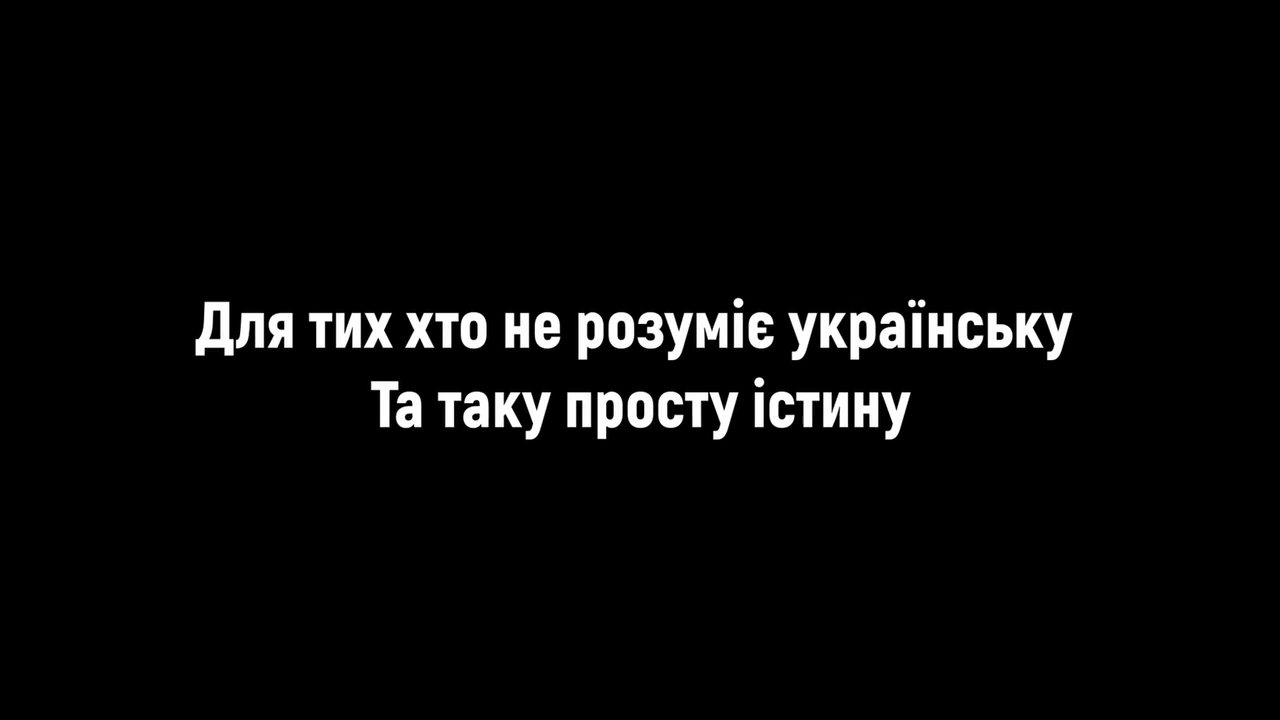 Для тих хто не розуміє українську
Та таку просту істину